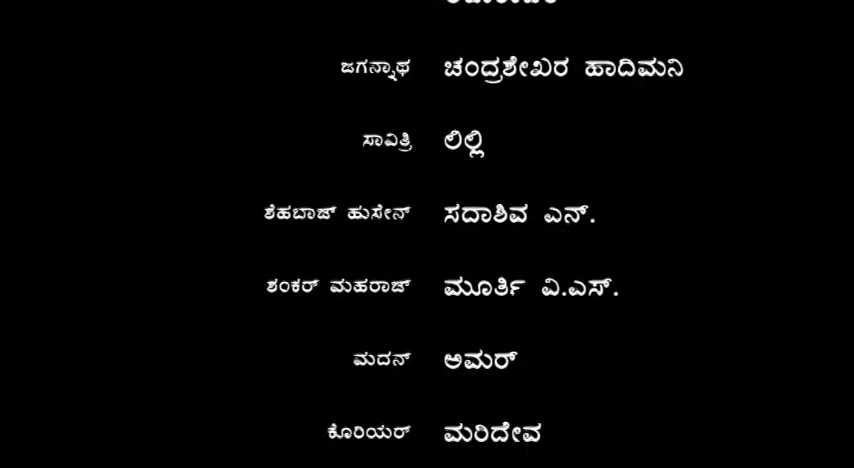 ಜಗನ್ನಾಥ ಚಂದ್ರಶೇಖರ ಹಾದಿಮನಿ
ಸಾವಿತ್ರಿ ಲಿಲ್ಲಿ
ಶೆಹಬಾಜ್ ಹುಸೇನ್ ಸದಾಶಿವ ಎನ್.
ಶಂಕರ್ ಮಹರಾಜ್ ಮೂರ್ತಿ ವಿ.ಎಸ್.
ಮದನ್ ಅಮರ್
ಕೊರಿಯರ್ ಮರಿದೇವ